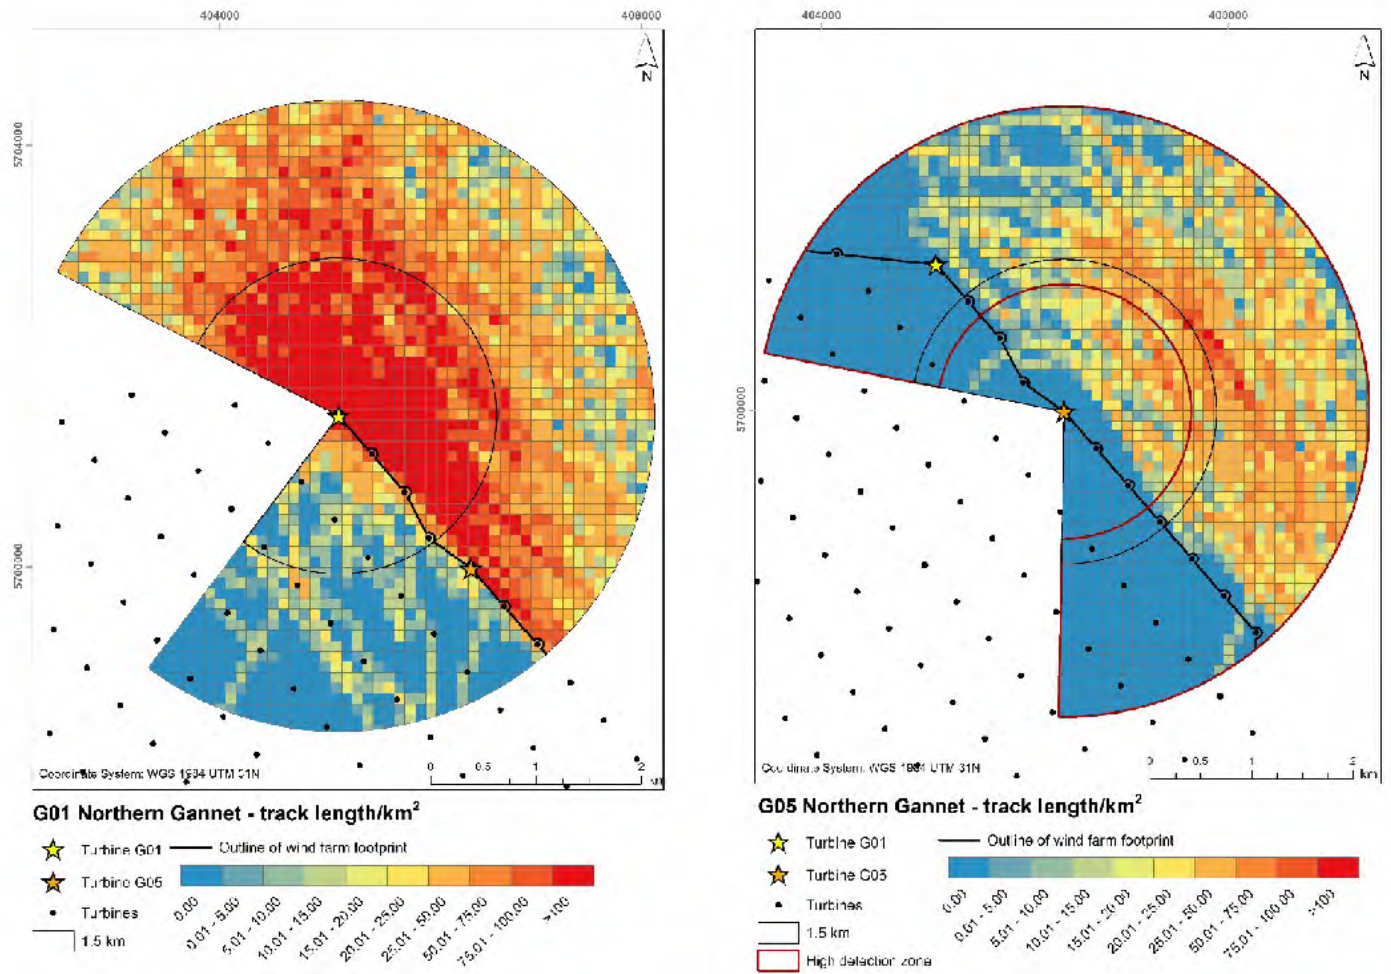 404000
408000
404000
400000
N
N
5704000
5700000
5700000
Coordinate System: WGS 1984 UTM 31N
0 0.5 1 2
km
Coordinate System: WGS 1984 UTM 31N
0 0.5 1 2
km
G01 Northern Gannet - track length/km²
Turbine G01
Outline of wind farm footprint
Turbine G05
Turbines
1.5 km
0.00
0.01 - 5.00
5.01 - 10.00
10.01 - 15.00
15.01 - 20.00
20.01 - 25.00
25.01 - 50.00
50.01 - 75.00
75.01 - 100.00
>100
G05 Northern Gannet - track length/km²
Turbine G01
Outline of wind farm footprint
Turbine G05
Turbines
1.5 km
High detection zone
0.00
0.01 - 5.00
5.01 - 10.00
10.01 - 15.00
15.01 - 20.00
20.01 - 25.00
25.01 - 50.00
50.01 - 75.00
75.01 - 100.00
>100